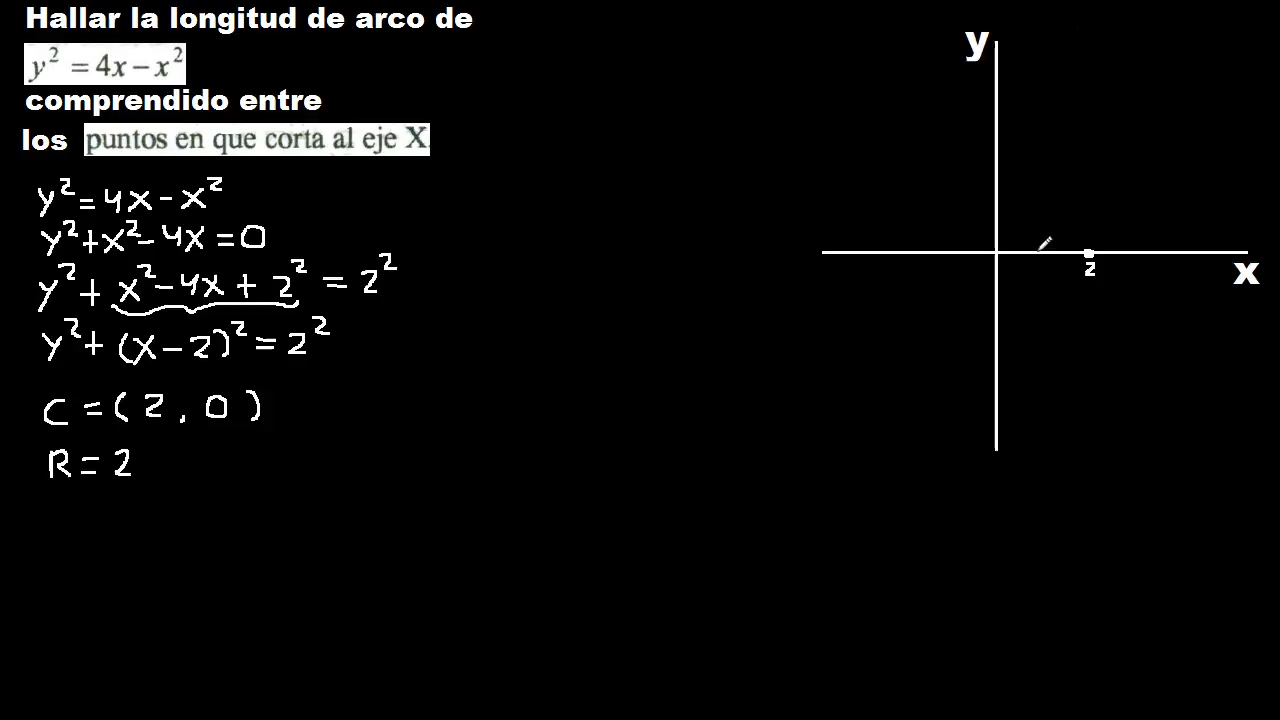 Hallar la longitud de arco de
y² = 4x − x²
comprendido entre
los puntos en que corta al eje X.
y² = 4x − x²
y² + x² − 4x = 0
y² + x² − 4x + 2² = 2²
y² + (x − 2)² = 2²
C = (2, 0)
R = 2
y
2
x